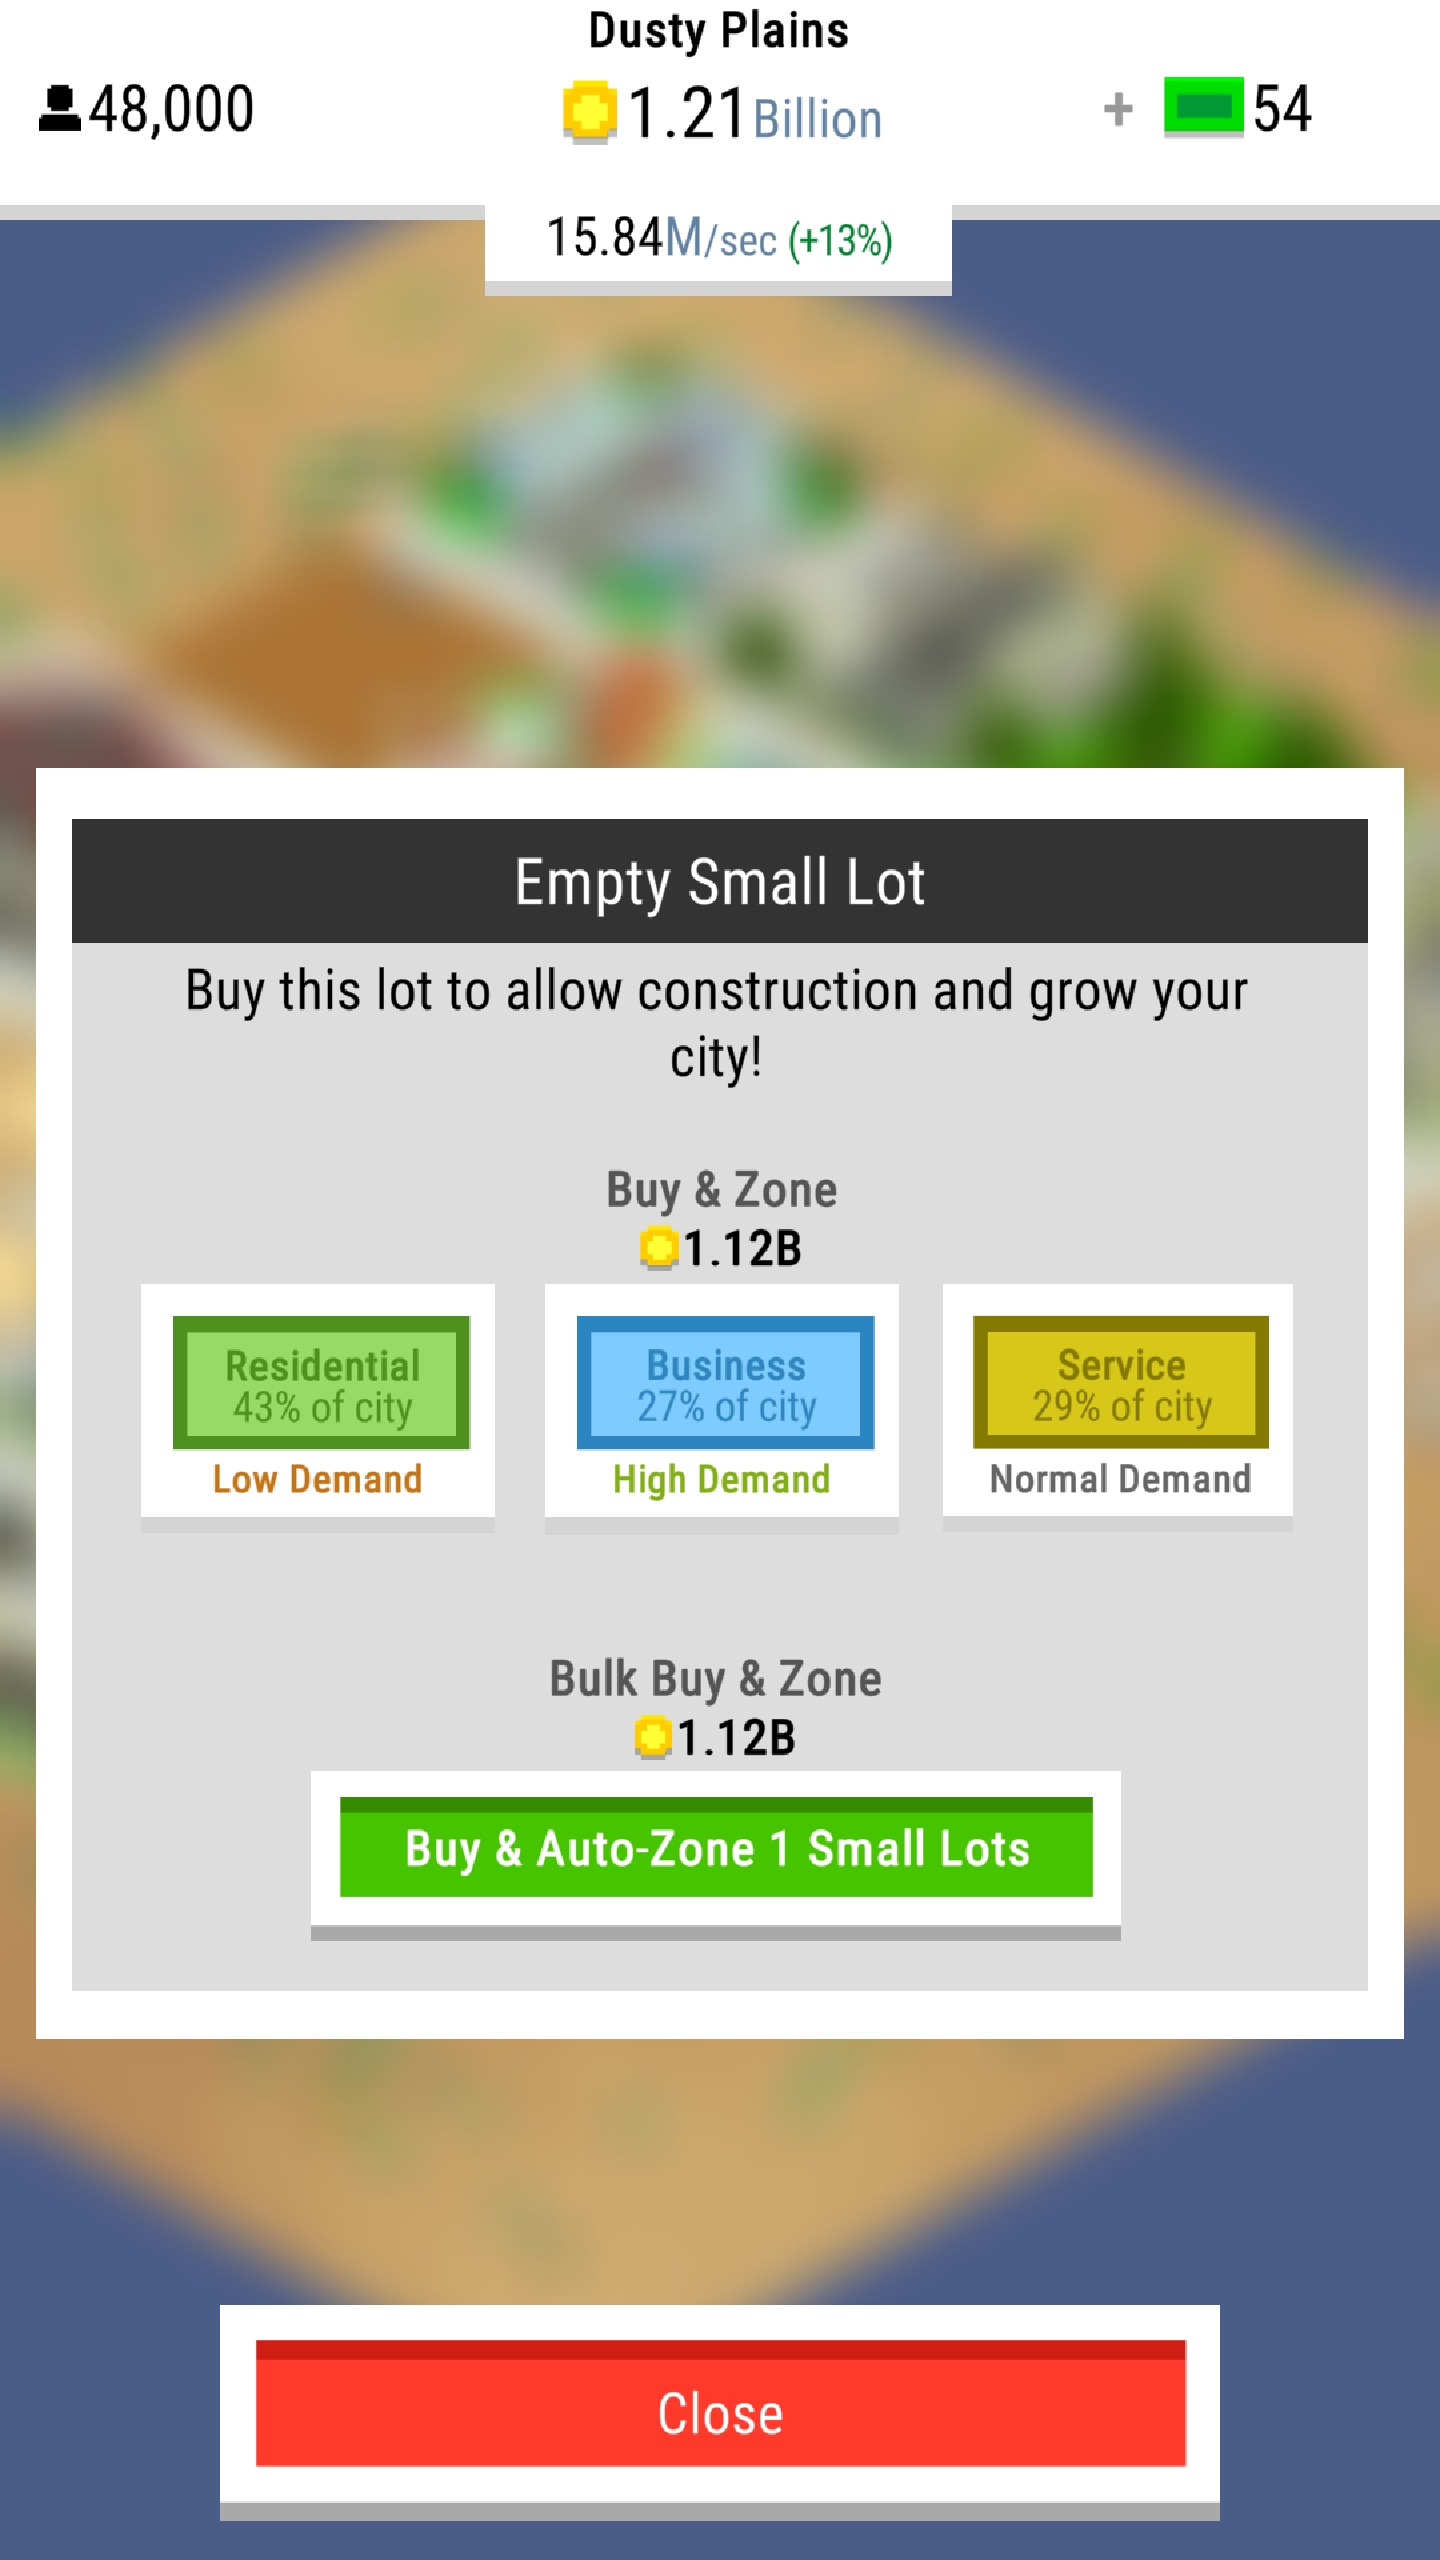 Dusty Plains
48,000
1.21 Billion
+ 54
15.84M/sec (+13%)
Empty Small Lot
Buy this lot to allow construction and grow your
city!
Buy & Zone
1.12B
Residential
43% of city
Low Demand
Business
27% of city
High Demand
Service
29% of city
Normal Demand
Bulk Buy & Zone
1.12B
Buy & Auto-Zone 1 Small Lots
Close